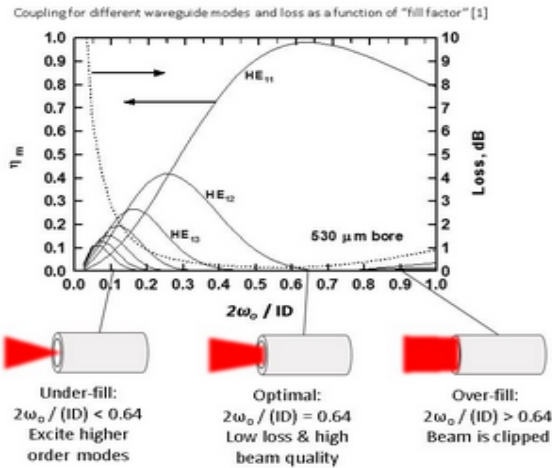 Coupling for different waveguide modes and loss as a function of "fill factor" [1]
1.0
0.9
0.8
0.7
0.6
0.5
0.4
0.3
0.2
0.1
0.0
ηm
HE11
HE12
HE13
530 μm bore
10
9
8
7
6
5
4
3
2
1
0
Loss, dB
0.0 0.1 0.2 0.3 0.4 0.5 0.6 0.7 0.8 0.9 1.0
2ωo / ID
Under-fill:
2ωo / (ID) < 0.64
Excite higher
order modes
Optimal:
2ωo / (ID) = 0.64
Low loss & high
beam quality
Over-fill:
2ωo / (ID) > 0.64
Beam is clipped